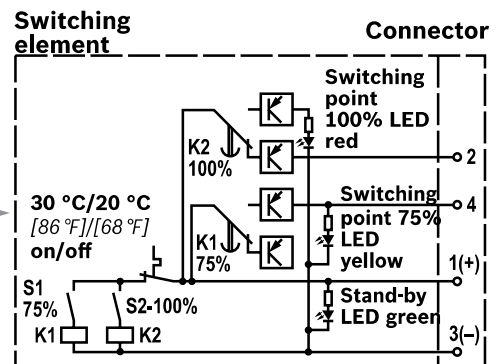 Switching
element
Connector
Switching
point
100% LED
red
K2
100%
2
30 °C/20 °C
[86 °F]/[68 °F]
on/off
Switching
point 75%
LED
yellow
4
K1
75%
1(+)
S1
75%
S2-100%
Stand-by
LED green
K1
K2
3(–)